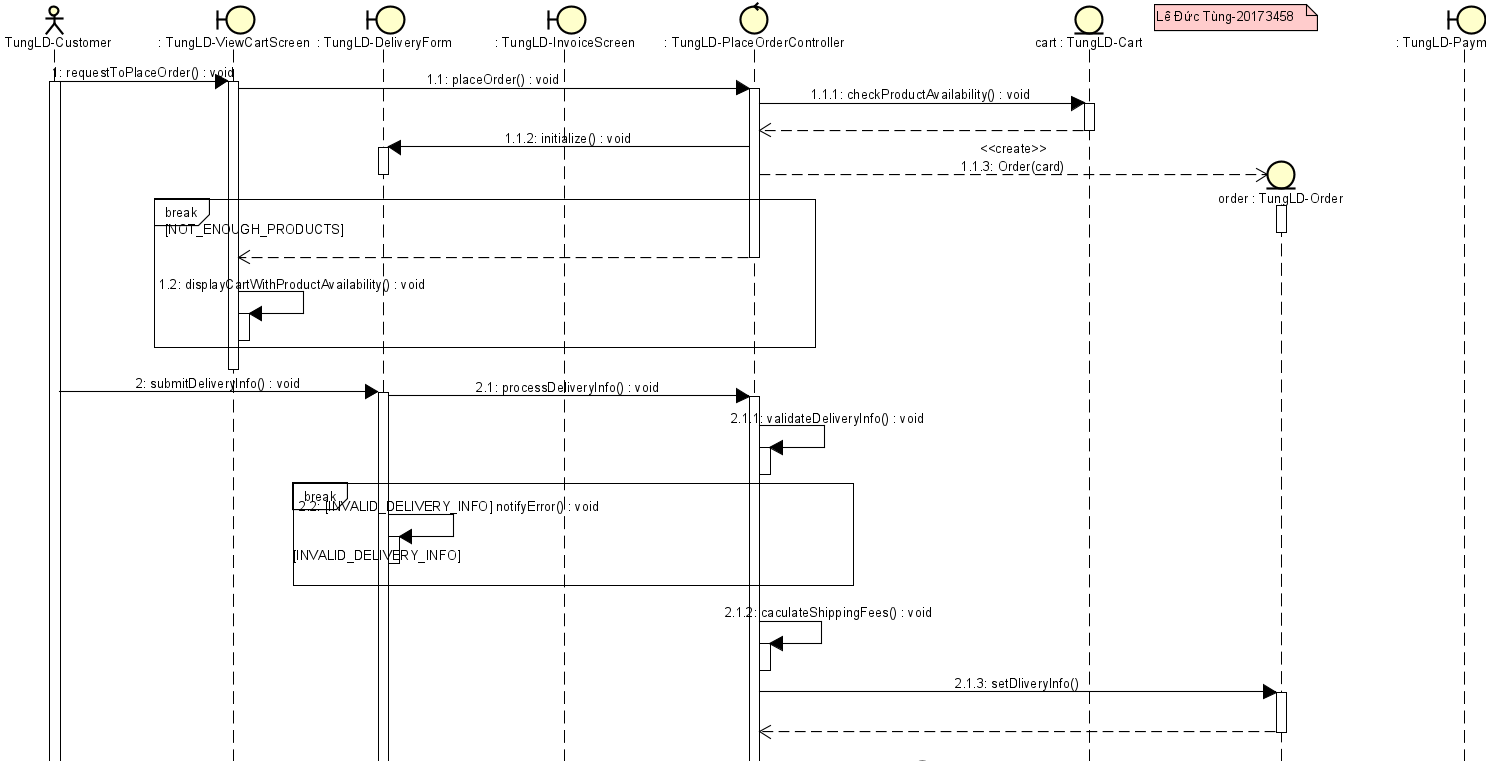 Lê Đức Tùng-20173458
TungLD-Customer
: TungLD-ViewCartScreen
: TungLD-DeliveryForm
: TungLD-InvoiceScreen
: TungLD-PlaceOrderController
cart : TungLD-Cart
: TungLD-Paym
1: requestToPlaceOrder() : void
1.1: placeOrder() : void
1.1.1: checkProductAvailability() : void
1.1.2: initialize() : void
<<create>>
1.1.3: Order(card)
order : TungLD-Order
break
[NOT_ENOUGH_PRODUCTS]
1.2: displayCartWithProductAvailability() : void
2: submitDeliveryInfo() : void
2.1: processDeliveryInfo() : void
2.1.1: validateDeliveryInfo() : void
break
2.2: [INVALID_DELIVERY_INFO] notifyError() : void
[INVALID_DELIVERY_INFO]
2.1.2: caculateShippingFees() : void
2.1.3: setDliveryInfo()